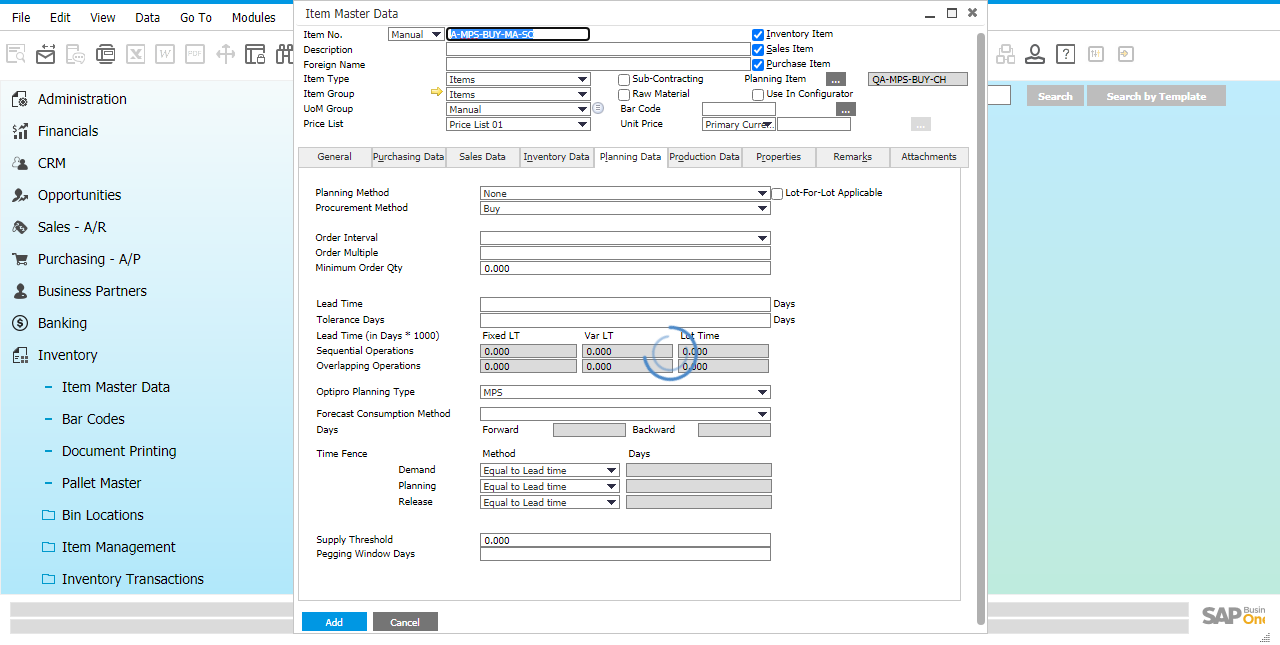 File Edit View Data Go To Modules
Item Master Data
Item No. Manual A-MPS-BUY-MA-SC Inventory Item
Description Sales Item
Foreign Name Purchase Item
Item Type Items Sub-Contracting Planning Item ... QA-MPS-BUY-CH
Item Group Items Raw Material Use In Configurator
UoM Group Manual Bar Code ...
Price List Price List 01 Unit Price Primary Curre.. ...
Search Search by Template
General Purchasing Data Sales Data Inventory Data Planning Data Production Data Properties Remarks Attachments
Planning Method None Lot-For-Lot Applicable
Procurement Method Buy
Order Interval
Order Multiple
Minimum Order Qty 0.000
Lead Time Days
Tolerance Days Days
Lead Time (in Days * 1000) Fixed LT Var LT Lot Time
Sequential Operations 0.000 0.000 0.000
Overlapping Operations 0.000 0.000 0.000
Optipro Planning Type MPS
Forecast Consumption Method
Days Forward Backward
Time Fence Method Days
Demand Equal to Lead time
Planning Equal to Lead time
Release Equal to Lead time
Supply Threshold 0.000
Pegging Window Days
Add Cancel
Administration
Financials
CRM
Opportunities
Sales - A/R
Purchasing - A/P
Business Partners
Banking
Inventory
Item Master Data
Bar Codes
Document Printing
Pallet Master
Bin Locations
Item Management
Inventory Transactions
SAP Busin
One